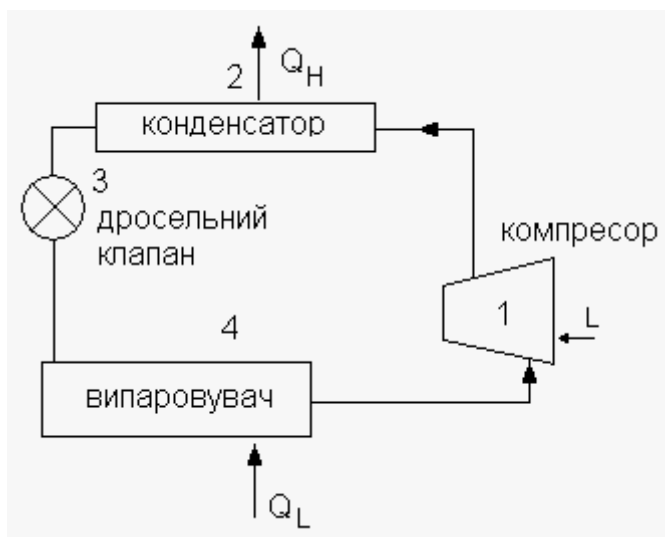 2 Q_H
конденсатор
3
дросельний
клапан
компресор
1
L
4
випаровувач
Q_L